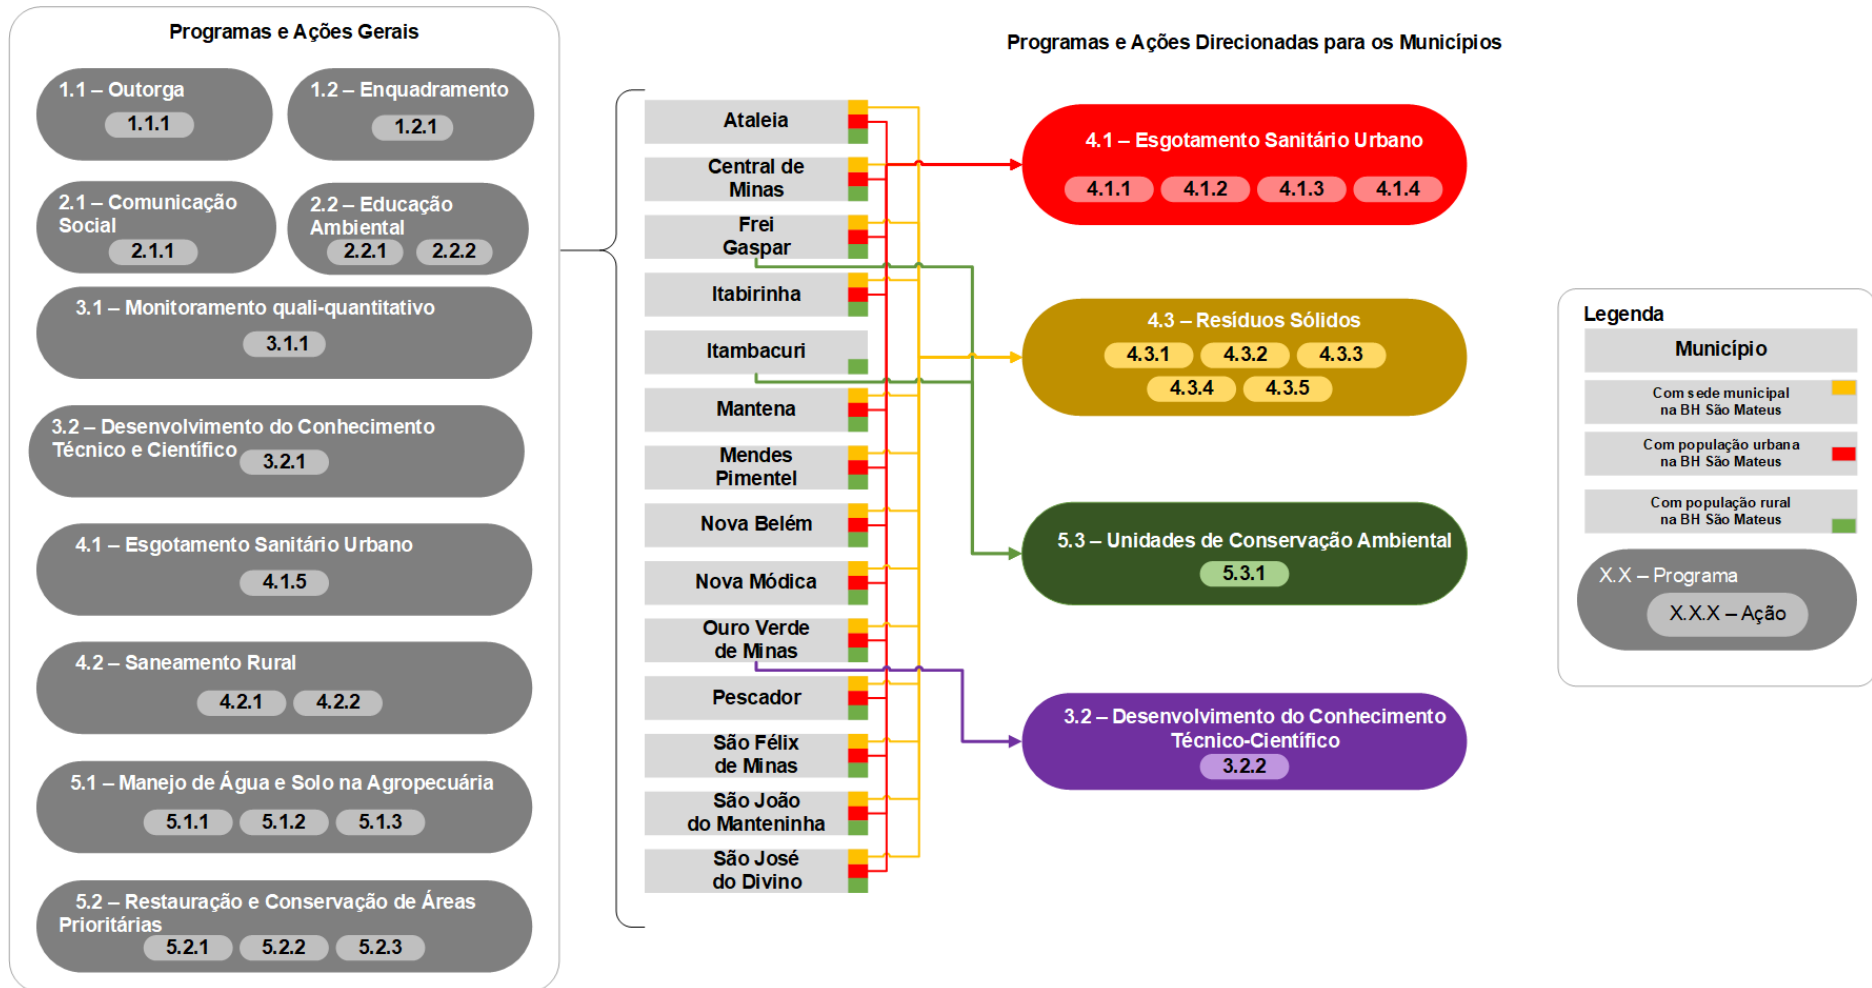 Programas e Ações Gerais
1.1 – Outorga
1.1.1
1.2 – Enquadramento
1.2.1
2.1 – Comunicação
Social
2.1.1
2.2 – Educação
Ambiental
2.2.1
2.2.2
3.1 – Monitoramento quali-quantitativo
3.1.1
3.2 – Desenvolvimento do Conhecimento
Técnico e Científico
3.2.1
4.1 – Esgotamento Sanitário Urbano
4.1.5
4.2 – Saneamento Rural
4.2.1
4.2.2
5.1 – Manejo de Água e Solo na Agropecuária
5.1.1
5.1.2
5.1.3
5.2 – Restauração e Conservação de Áreas
Prioritárias
5.2.1
5.2.2
5.2.3
Ataleia
Central de
Minas
Frei
Gaspar
Itabirinha
Itambacuri
Mantena
Mendes
Pimentel
Nova Belém
Nova Módica
Ouro Verde
de Minas
Pescador
São Félix
de Minas
São João
do Manteninha
São José
do Divino
Programas e Ações Direcionadas para os Municípios
4.1 – Esgotamento Sanitário Urbano
4.1.1
4.1.2
4.1.3
4.1.4
4.3 – Resíduos Sólidos
4.3.1
4.3.2
4.3.3
4.3.4
4.3.5
5.3 – Unidades de Conservação Ambiental
5.3.1
3.2 – Desenvolvimento do Conhecimento
Técnico-Científico
3.2.2
Legenda
Município
Com sede municipal
na BH São Mateus
Com população urbana
na BH São Mateus
Com população rural
na BH São Mateus
X.X – Programa
X.X.X – Ação